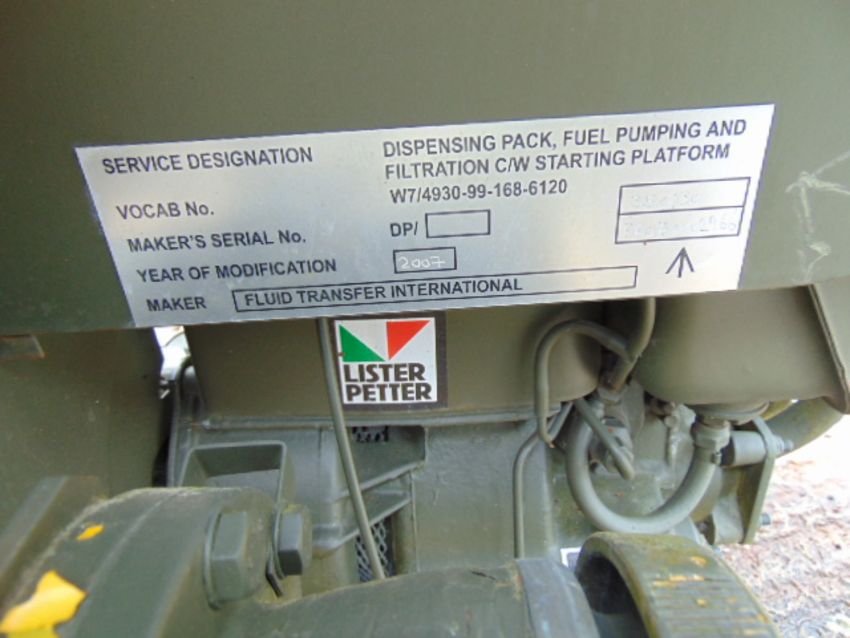 SERVICE DESIGNATION DISPENSING PACK, FUEL PUMPING AND
FILTRATION C/W STARTING PLATFORM
VOCAB No. W7/4930-99-168-6120
MAKER'S SERIAL No. DP/
YEAR OF MODIFICATION 2007
MAKER FLUID TRANSFER INTERNATIONAL
LISTER
PETTER